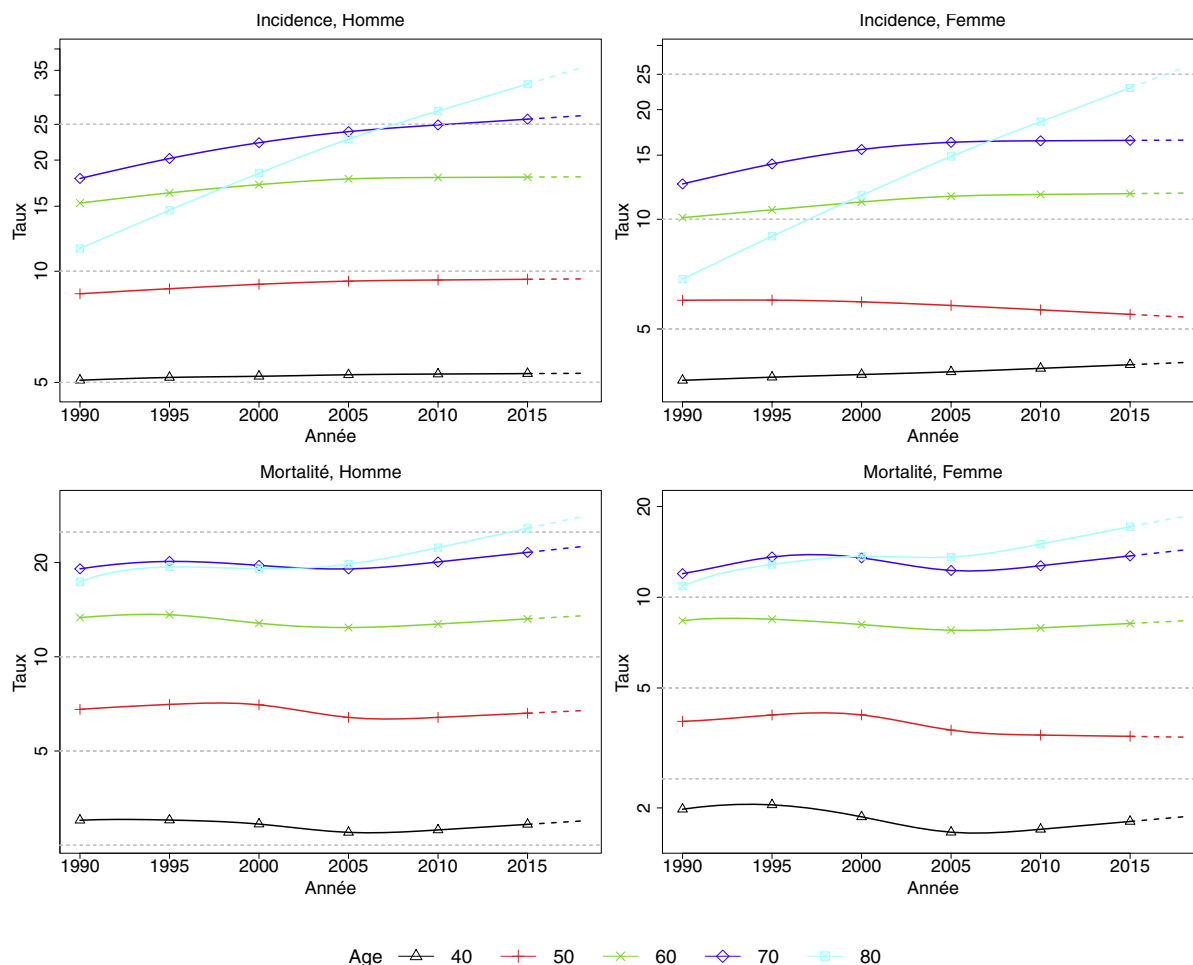 Incidence, Homme
Taux
5 10 15 20 25 35
1990 1995 2000 2005 2010 2015
Année
Incidence, Femme
Taux
5 10 15 20 25
1990 1995 2000 2005 2010 2015
Année
Mortalité, Homme
Taux
5 10 20
1990 1995 2000 2005 2010 2015
Année
Mortalité, Femme
Taux
2 5 10 20
1990 1995 2000 2005 2010 2015
Année
Age 40 50 60 70 80